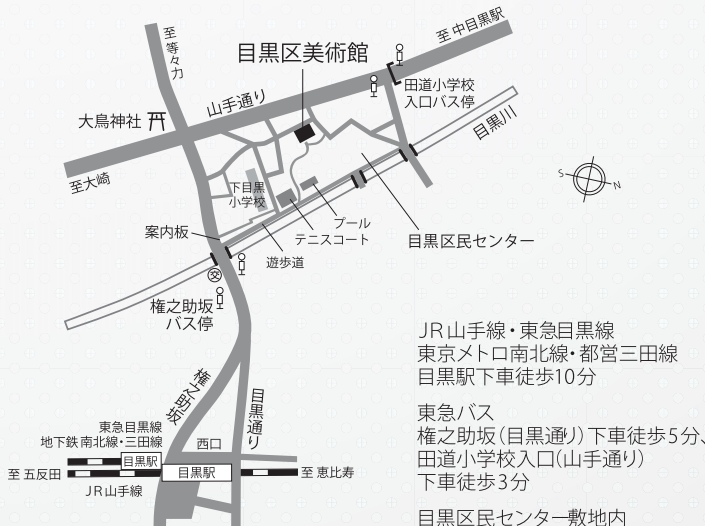 至等々力
目黒区美術館
至中目黒駅
山手通り
田道小学校
入口バス停
大鳥神社
目黒川
至大崎
下目黒
小学校
S
N
プール
テニスコート
案内板
目黒区民センター
遊歩道
交
権之助坂
バス停
JR山手線・東急目黒線
東京メトロ南北線・都営三田線
目黒駅下車徒歩10分
権之助坂
目黒通り
東急バス
権之助坂(目黒通り)下車徒歩5分、
田道小学校入口(山手通り)
下車徒歩3分
東急目黒線
地下鉄南北線・三田線
西口
目黒駅
至 五反田
目黒駅
至 恵比寿
JR山手線
目黒区民センター敷地内